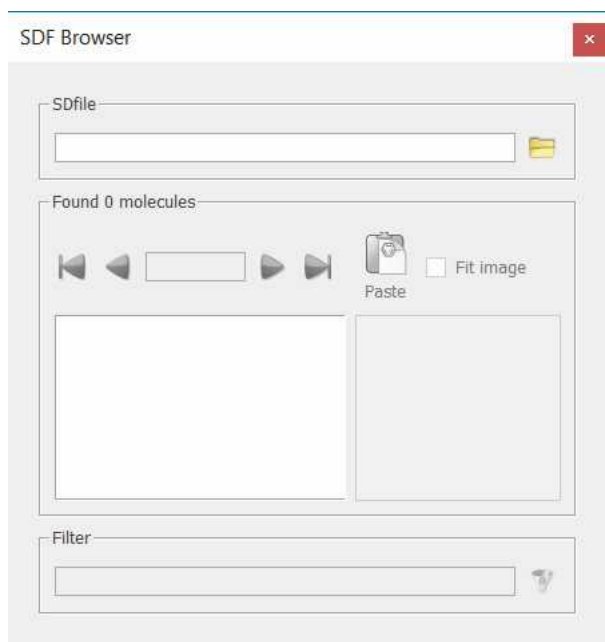 SDF Browser
SDfile
Found 0 molecules
Fit image
Paste
Filter